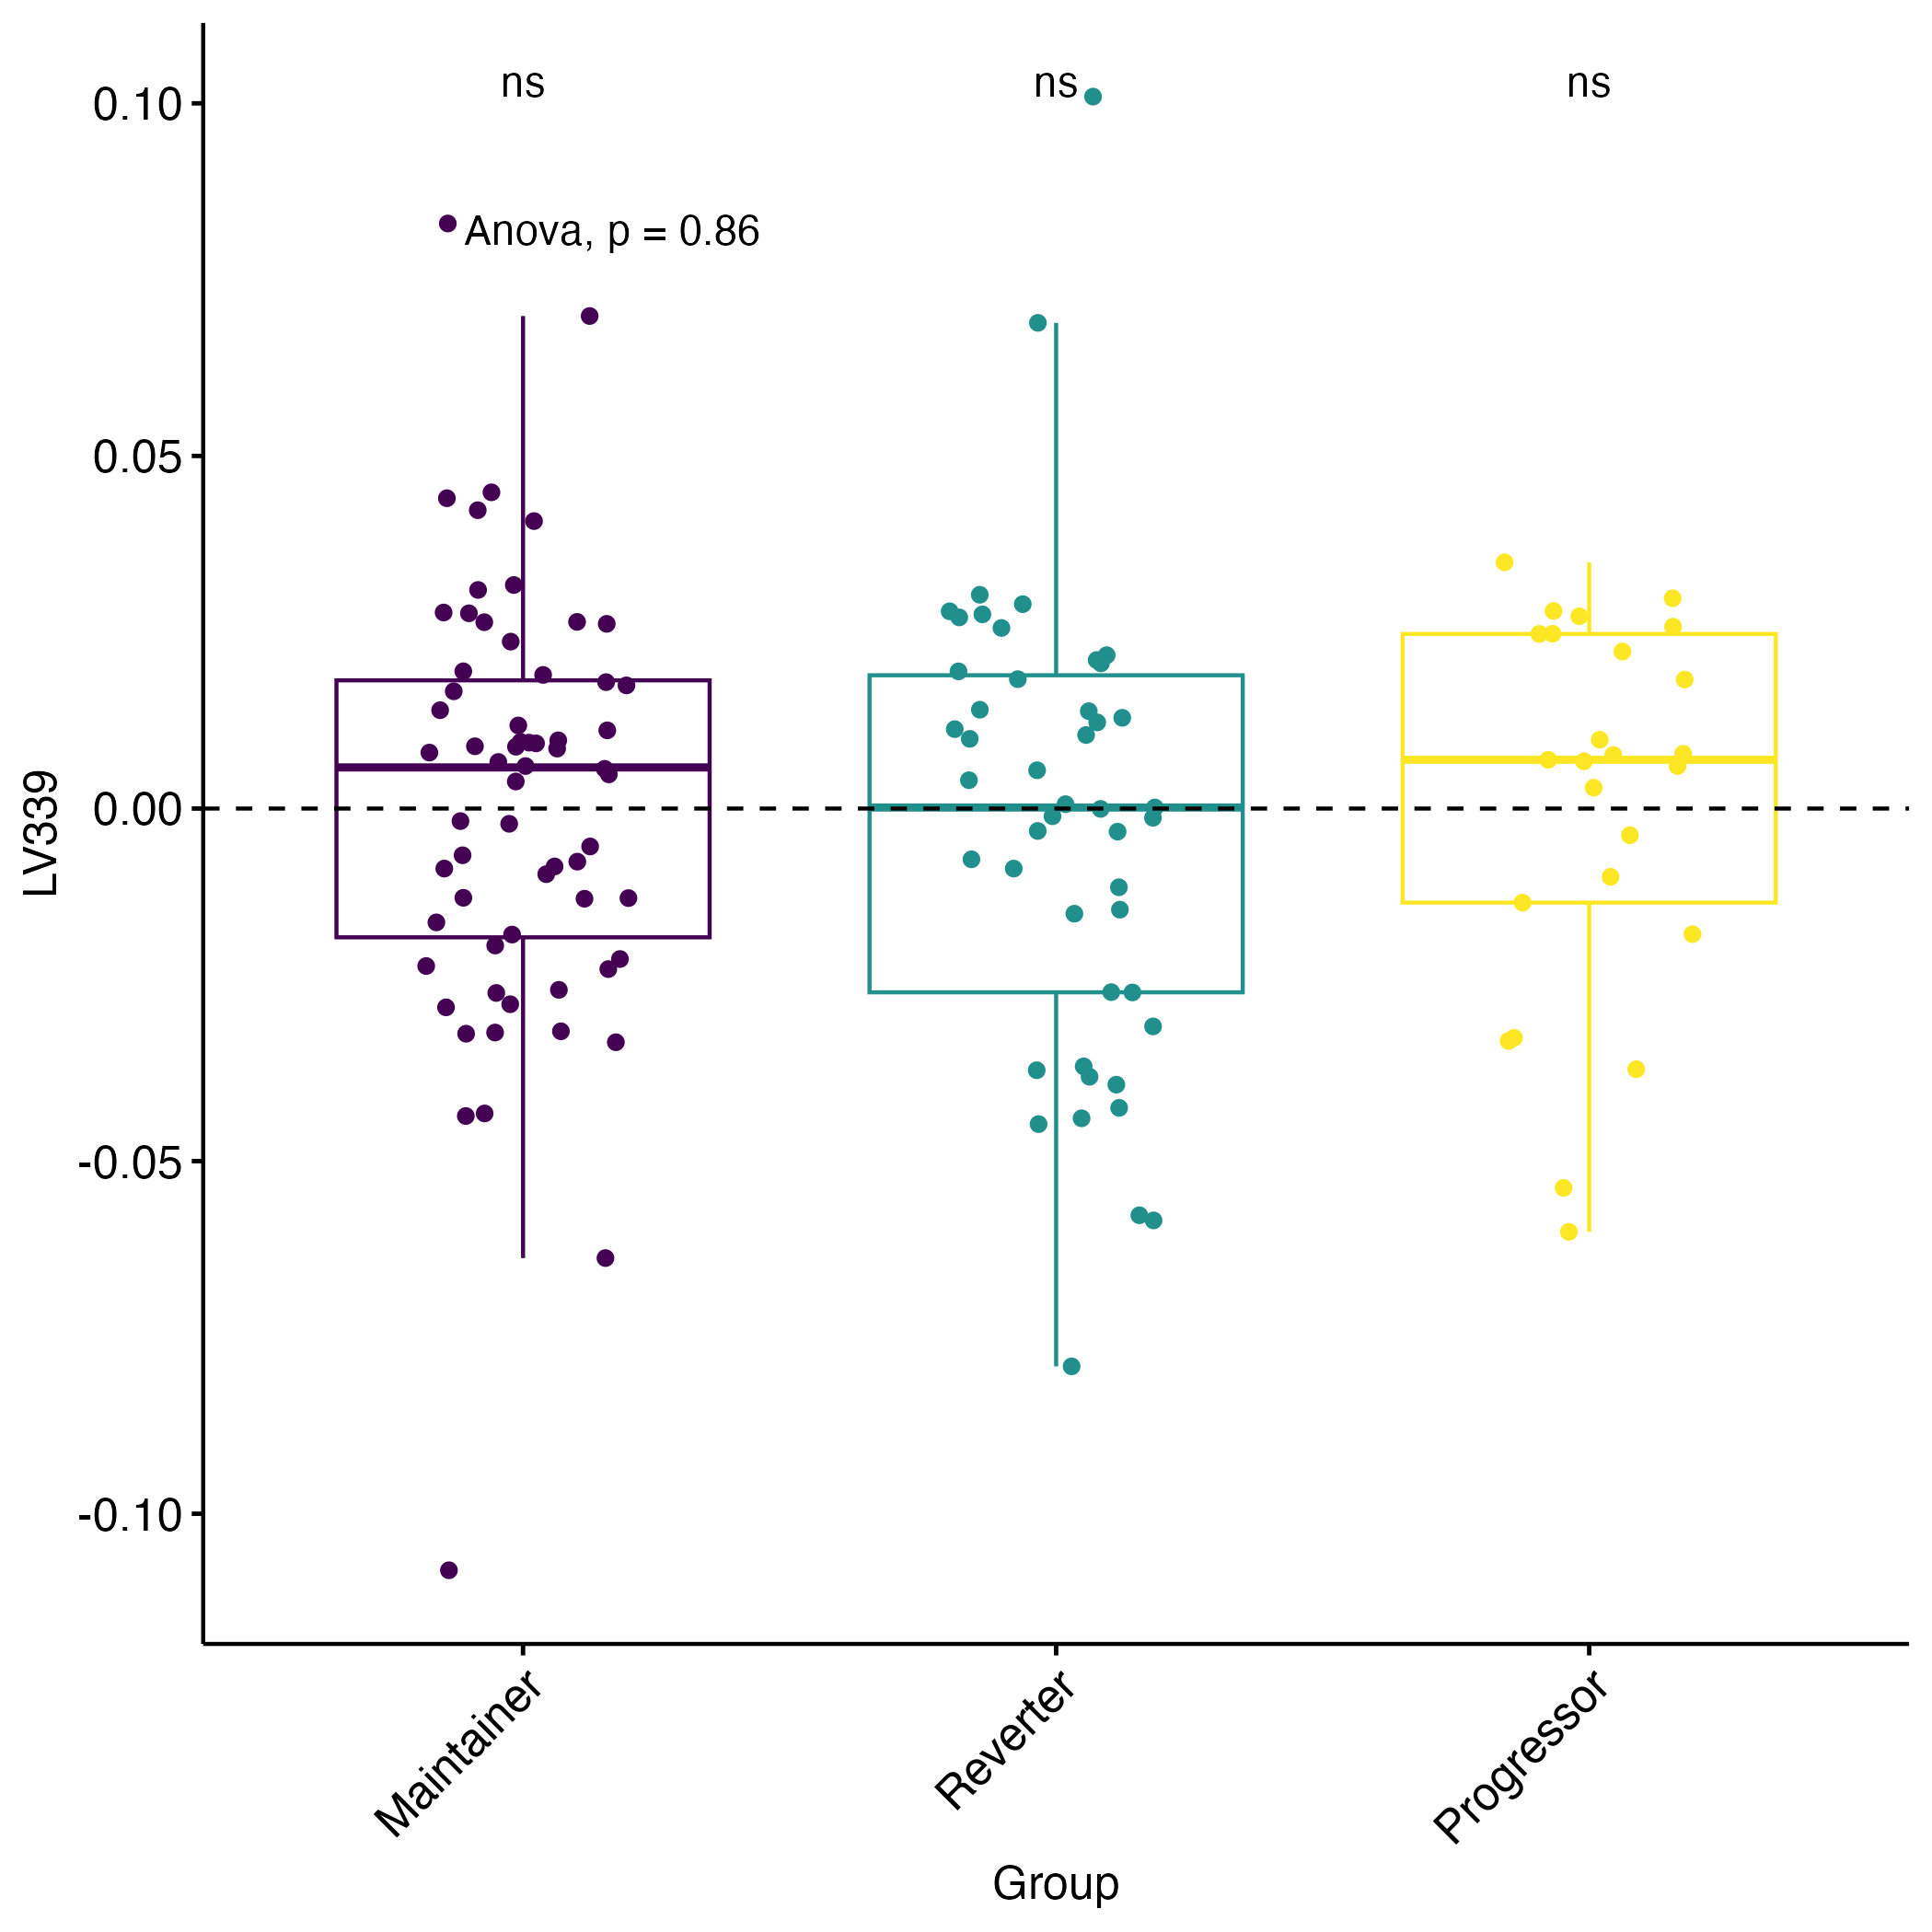 ns
ns
ns
Anova, p = 0.86
0.10
0.05
0.00
-0.05
-0.10
LV339
Maintainer
Reverter
Progressor
Group